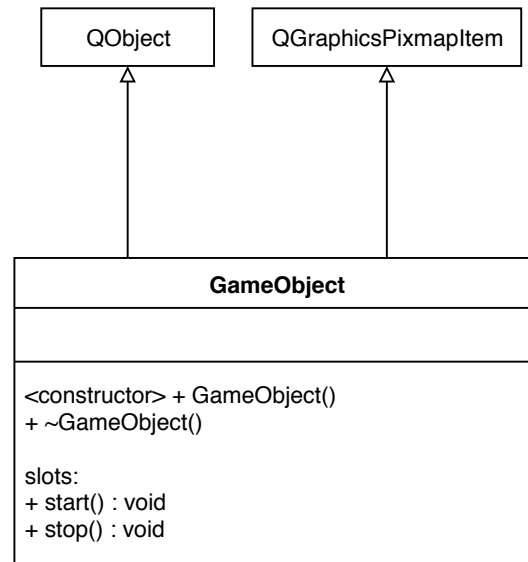 QObject
QGraphicsPixmapItem
GameObject
<constructor> + GameObject()
+ ~GameObject()
slots:
+ start() : void
+ stop() : void